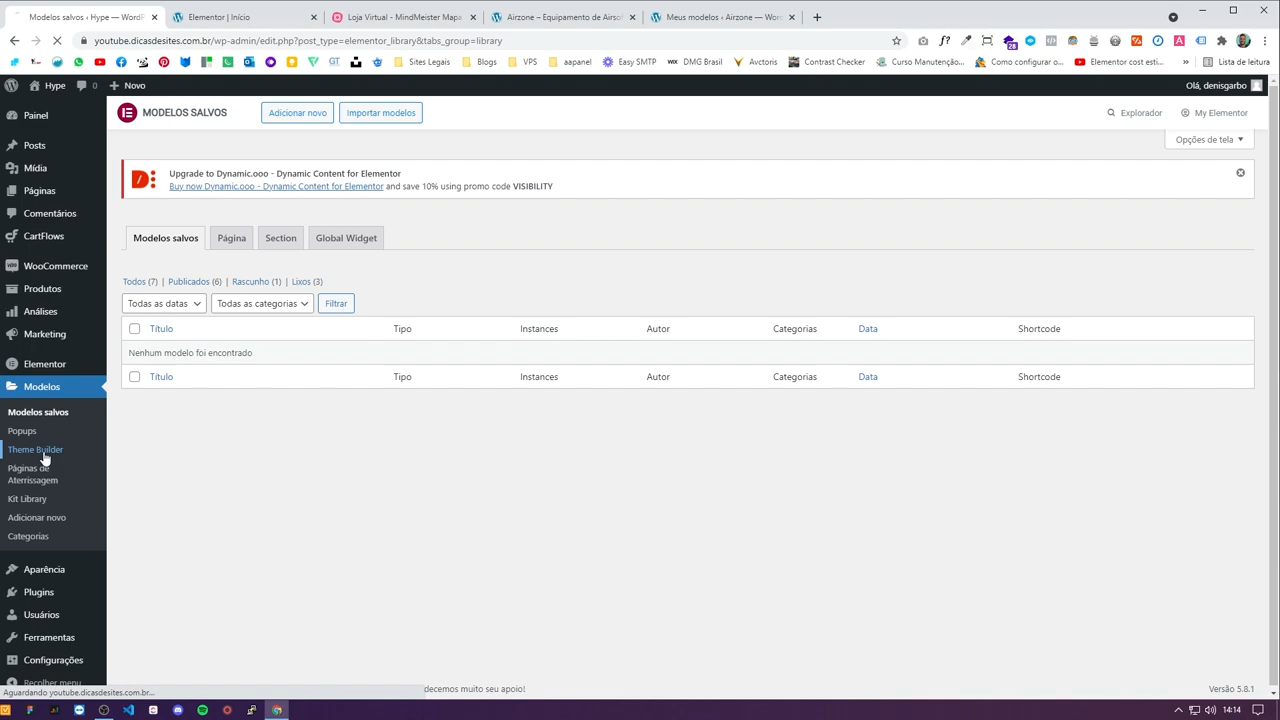 Modelos salvos ‹ Hype — WordP
Elementor | Início
Loja Virtual - MindMeister Mapa
Airzone – Equipamento de Airso
Meus modelos ‹ Airzone — Wor
youtube.dicasdesites.com.br/wp-admin/edit.php?post_type=elementor_library&tabs_group=library
Sites Legais
Blogs
VPS
aapanel
Easy SMTP
WIX
DMG Brasil
Avctoris
Contrast Checker
Curso Manutenção...
Como configurar o...
Elementor cost esti...
Lista de leitura
Hype
0
Novo
Olá, denisgarbo
Painel
Posts
Mídia
Páginas
Comentários
CartFlows
WooCommerce
Produtos
Análises
Marketing
Elementor
Modelos
Modelos salvos
Popups
Theme Builder
Páginas de
Aterrissagem
Kit Library
Adicionar novo
Categorias
Aparência
Plugins
Usuários
Ferramentas
Configurações
Recolher menu
MODELOS SALVOS
Adicionar novo
Importar modelos
Explorador
My Elementor
Opções de tela
Upgrade to Dynamic.ooo - Dynamic Content for Elementor
Buy now Dynamic.ooo - Dynamic Content for Elementor and save 10% using promo code VISIBILITY
Modelos salvos
Página
Section
Global Widget
Todos (7) | Publicados (6) | Rascunho (1) | Lixos (3)
Todas as datas
Todas as categorias
Filtrar
Título
Tipo
Instances
Autor
Categorias
Data
Shortcode
Nenhum modelo foi encontrado
Título
Tipo
Instances
Autor
Categorias
Data
Shortcode
Aguardando youtube.dicasdesites.com.br...
decemos muito seu apoio!
Versão 5.8.1
14:14